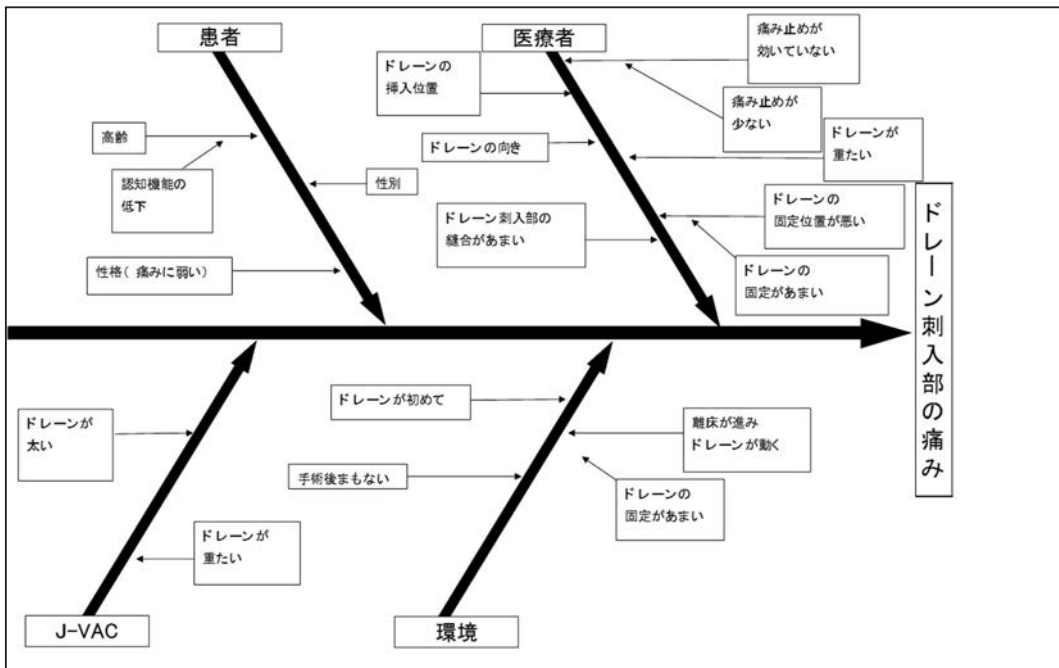 患者
高齢
認知機能の
低下
性別
性格( 痛みに弱い)
医療者
ドレーンの
挿入位置
痛み止めが
効いていない
痛み止めが
少ない
ドレーンの向き
ドレーンが
重たい
ドレーン刺入部の
縫合があまい
ドレーンの
固定位置が悪い
ドレーンの
固定があまい
ドレーン刺入部の痛み
ドレーンが
太い
ドレーンが
重たい
J-VAC
ドレーンが初めて
手術後まもない
離床が進み
ドレーンが動く
ドレーンの
固定があまい
環境